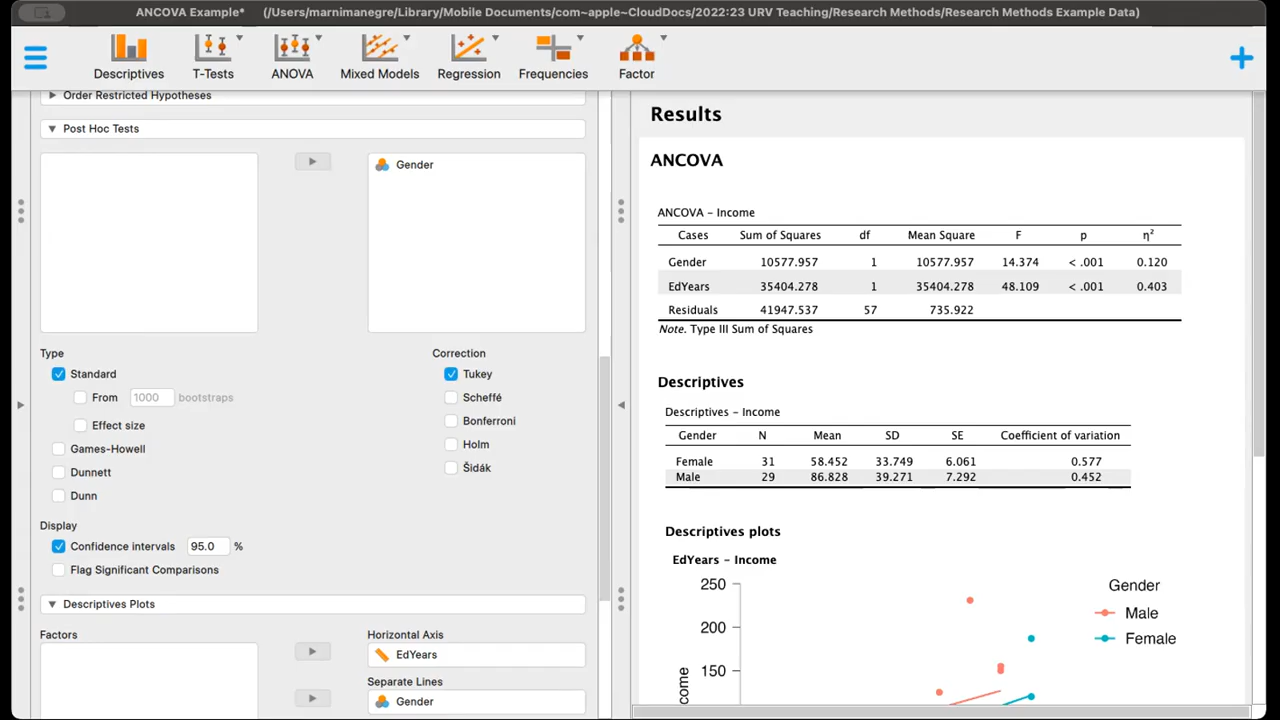 ANCOVA Example* (/Users/marnimanegre/Library/Mobile Documents/com~apple~CloudDocs/2022:23 URV Teaching/Research Methods/Research Methods Example Data)
Descriptives T-Tests ANOVA Mixed Models Regression Frequencies Factor
Order Restricted Hypotheses
Post Hoc Tests
Gender
Type
Correction
Standard
Tukey
From 1000 bootstraps
Scheffé
Effect size
Bonferroni
Games-Howell
Holm
Dunnett
Šidák
Dunn
Display
Confidence intervals 95.0 %
Flag Significant Comparisons
Descriptives Plots
Factors
Horizontal Axis
EdYears
Separate Lines
Gender
Results
ANCOVA
ANCOVA – Income
Cases Sum of Squares df Mean Square F p η²
Gender 10577.957 1 10577.957 14.374 < .001 0.120
EdYears 35404.278 1 35404.278 48.109 < .001 0.403
Residuals 41947.537 57 735.922
Note. Type III Sum of Squares
Descriptives
Descriptives – Income
Gender N Mean SD SE Coefficient of variation
Female 31 58.452 33.749 6.061 0.577
Male 29 86.828 39.271 7.292 0.452
Descriptives plots
EdYears – Income
250
200
150
come
Gender
Male
Female